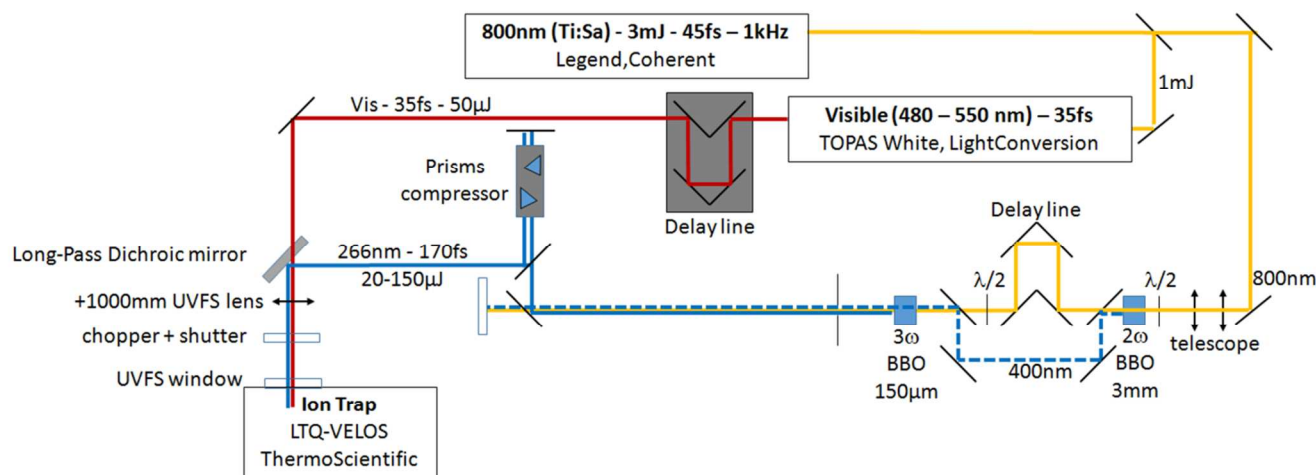 800nm (Ti:Sa) - 3mJ - 45fs – 1kHz
Legend,Coherent
1mJ
Vis - 35fs - 50µJ
Visible (480 – 550 nm) – 35fs
TOPAS White, LightConversion
Prisms
compressor
Delay line
Delay line
Long-Pass Dichroic mirror
266nm - 170fs
20-150µJ
800nm
λ/2
λ/2
+1000mm UVFS lens
chopper + shutter
3ω
BBO
150µm
400nm
2ω
BBO
3mm
telescope
UVFS window
Ion Trap
LTQ-VELOS
ThermoScientific